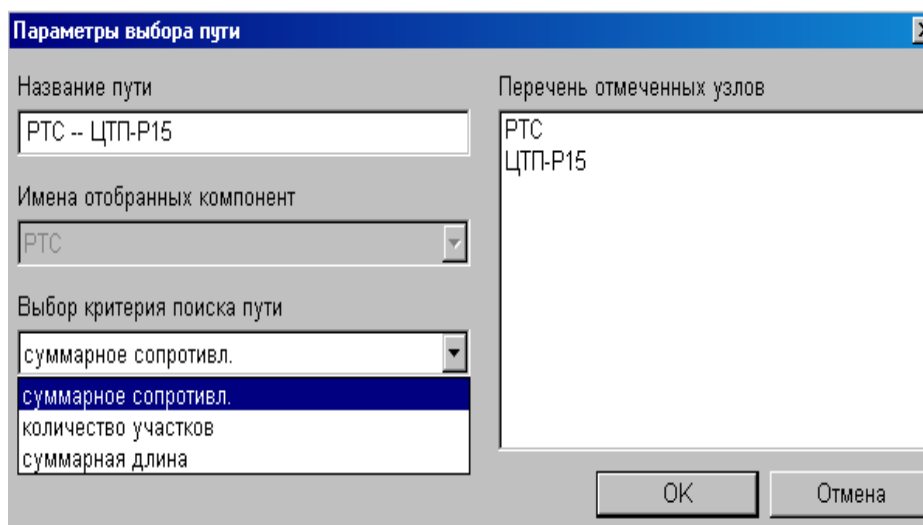 Параметры выбора пути
Название пути
РТС -- ЦТП-Р15
Имена отобранных компонент
РТС
Выбор критерия поиска пути
суммарное сопротивл.
суммарное сопротивл.
количество участков
суммарная длина
Перечень отмеченных узлов
РТС
ЦТП-Р15
OK
Отмена